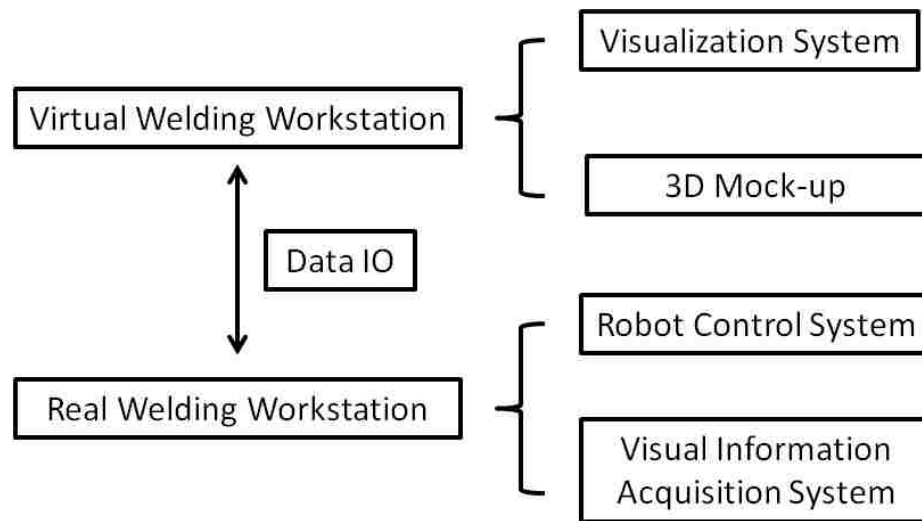 Visualization System
Virtual Welding Workstation
3D Mock-up
Data IO
Robot Control System
Real Welding Workstation
Visual Information
Acquisition System